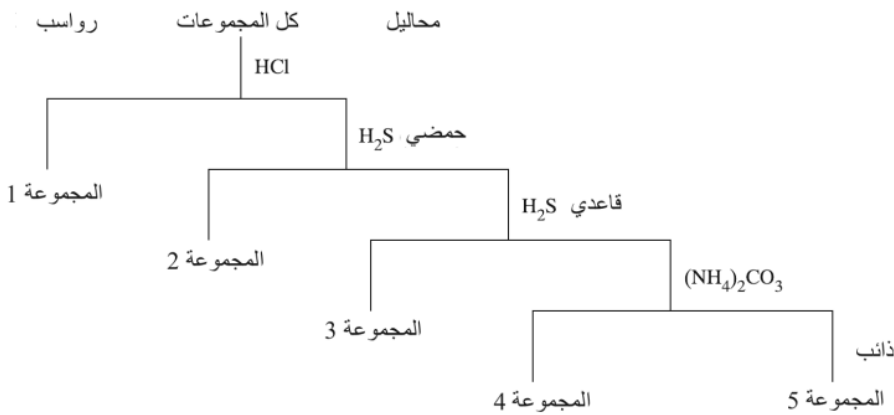 رواسب كل المجموعات محاليل
HCl
حمضي H₂S
المجموعة 1
قاعدي H₂S
المجموعة 2
(NH₄)₂CO₃
المجموعة 3
ذائب
المجموعة 4 المجموعة 5